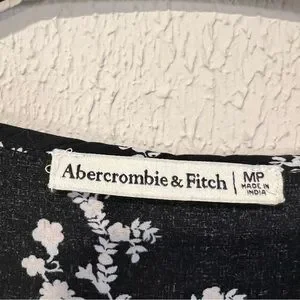 Abercrombie & Fitch MP
MADE IN
INDIA